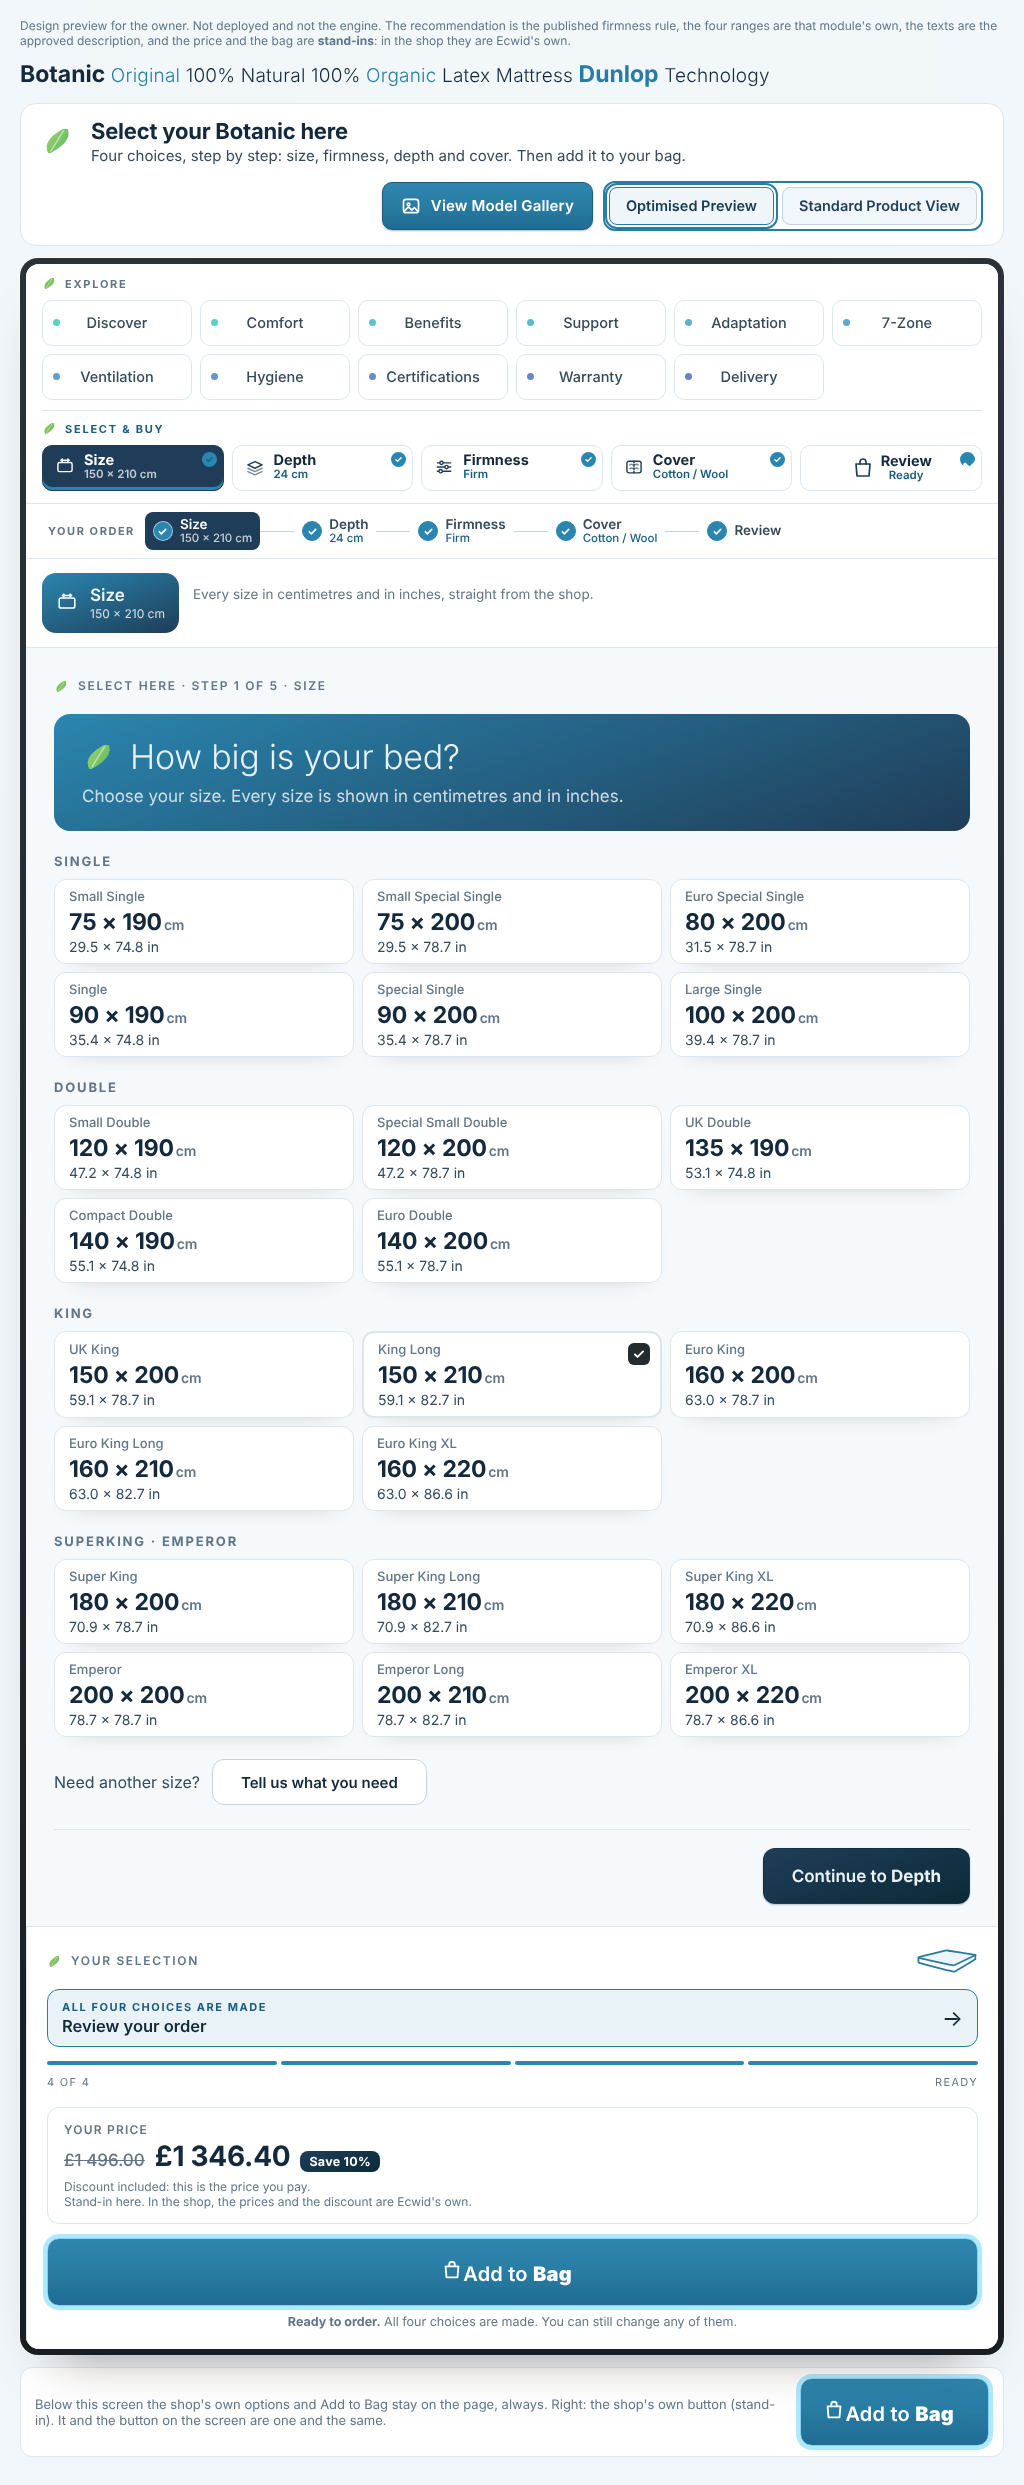 Design preview for the owner. Not deployed and not the engine. The recommendation is the published firmness rule, the four ranges are that module's own, the texts are the
approved description, and the price and the bag are stand-ins: in the shop they are Ecwid's own.
Botanic Original 100% Natural 100% Organic Latex Mattress Dunlop Technology
Select your Botanic here
Four choices, step by step: size, firmness, depth and cover. Then add it to your bag.
View Model Gallery
Optimised Preview
Standard Product View
EXPLORE
Discover
Comfort
Benefits
Support
Adaptation
7-Zone
Ventilation
Hygiene
Certifications
Warranty
Delivery
SELECT & BUY
Size
150 × 210 cm
Depth
24 cm
Firmness
Firm
Cover
Cotton / Wool
Review
Ready
YOUR ORDER
Size
150 × 210 cm
Depth
24 cm
Firmness
Firm
Cover
Cotton / Wool
Review
Size
150 × 210 cm
Every size in centimetres and in inches, straight from the shop.
SELECT HERE · STEP 1 OF 5 · SIZE
How big is your bed?
Choose your size. Every size is shown in centimetres and in inches.
SINGLE
Small Single
75 × 190 cm
29.5 × 74.8 in
Small Special Single
75 × 200 cm
29.5 × 78.7 in
Euro Special Single
80 × 200 cm
31.5 × 78.7 in
Single
90 × 190 cm
35.4 × 74.8 in
Special Single
90 × 200 cm
35.4 × 78.7 in
Large Single
100 × 200 cm
39.4 × 78.7 in
DOUBLE
Small Double
120 × 190 cm
47.2 × 74.8 in
Special Small Double
120 × 200 cm
47.2 × 78.7 in
UK Double
135 × 190 cm
53.1 × 74.8 in
Compact Double
140 × 190 cm
55.1 × 74.8 in
Euro Double
140 × 200 cm
55.1 × 78.7 in
KING
UK King
150 × 200 cm
59.1 × 78.7 in
King Long
150 × 210 cm
59.1 × 82.7 in
Euro King
160 × 200 cm
63.0 × 78.7 in
Euro King Long
160 × 210 cm
63.0 × 82.7 in
Euro King XL
160 × 220 cm
63.0 × 86.6 in
SUPERKING · EMPEROR
Super King
180 × 200 cm
70.9 × 78.7 in
Super King Long
180 × 210 cm
70.9 × 82.7 in
Super King XL
180 × 220 cm
70.9 × 86.6 in
Emperor
200 × 200 cm
78.7 × 78.7 in
Emperor Long
200 × 210 cm
78.7 × 82.7 in
Emperor XL
200 × 220 cm
78.7 × 86.6 in
Need another size?
Tell us what you need
Continue to Depth
YOUR SELECTION
ALL FOUR CHOICES ARE MADE
Review your order
4 OF 4
READY
YOUR PRICE
£1 496.00 £1 346.40 Save 10%
Discount included: this is the price you pay.
Stand-in here. In the shop, the prices and the discount are Ecwid's own.
Add to Bag
Ready to order. All four choices are made. You can still change any of them.
Below this screen the shop's own options and Add to Bag stay on the page, always. Right: the shop's own button (stand-
in). It and the button on the screen are one and the same.
Add to Bag